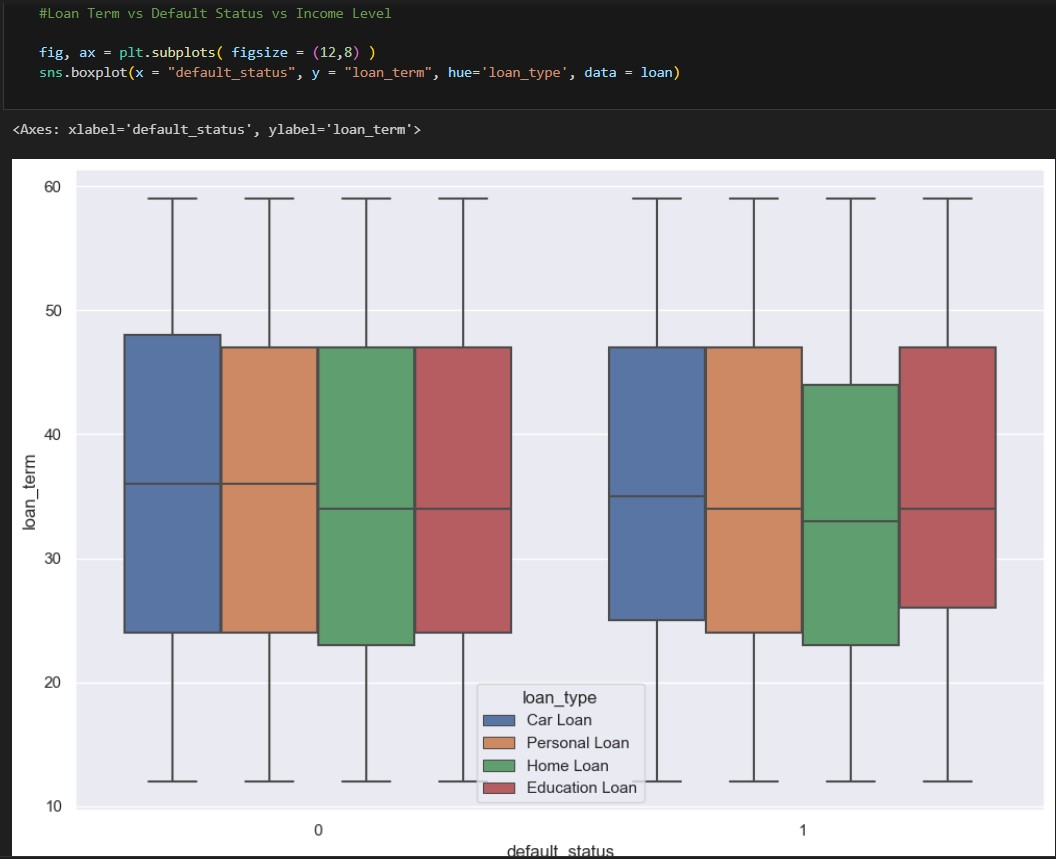 #Loan Term vs Default Status vs Income Level
fig, ax = plt.subplots( figsize = (12,8) )
sns.boxplot(x = "default_status", y = "loan_term", hue='loan_type', data = loan)
<Axes: xlabel='default_status', ylabel='loan_term'>
60
50
40
30
20
10
loan_term
loan_type
Car Loan
Personal Loan
Home Loan
Education Loan
0 1
default_status